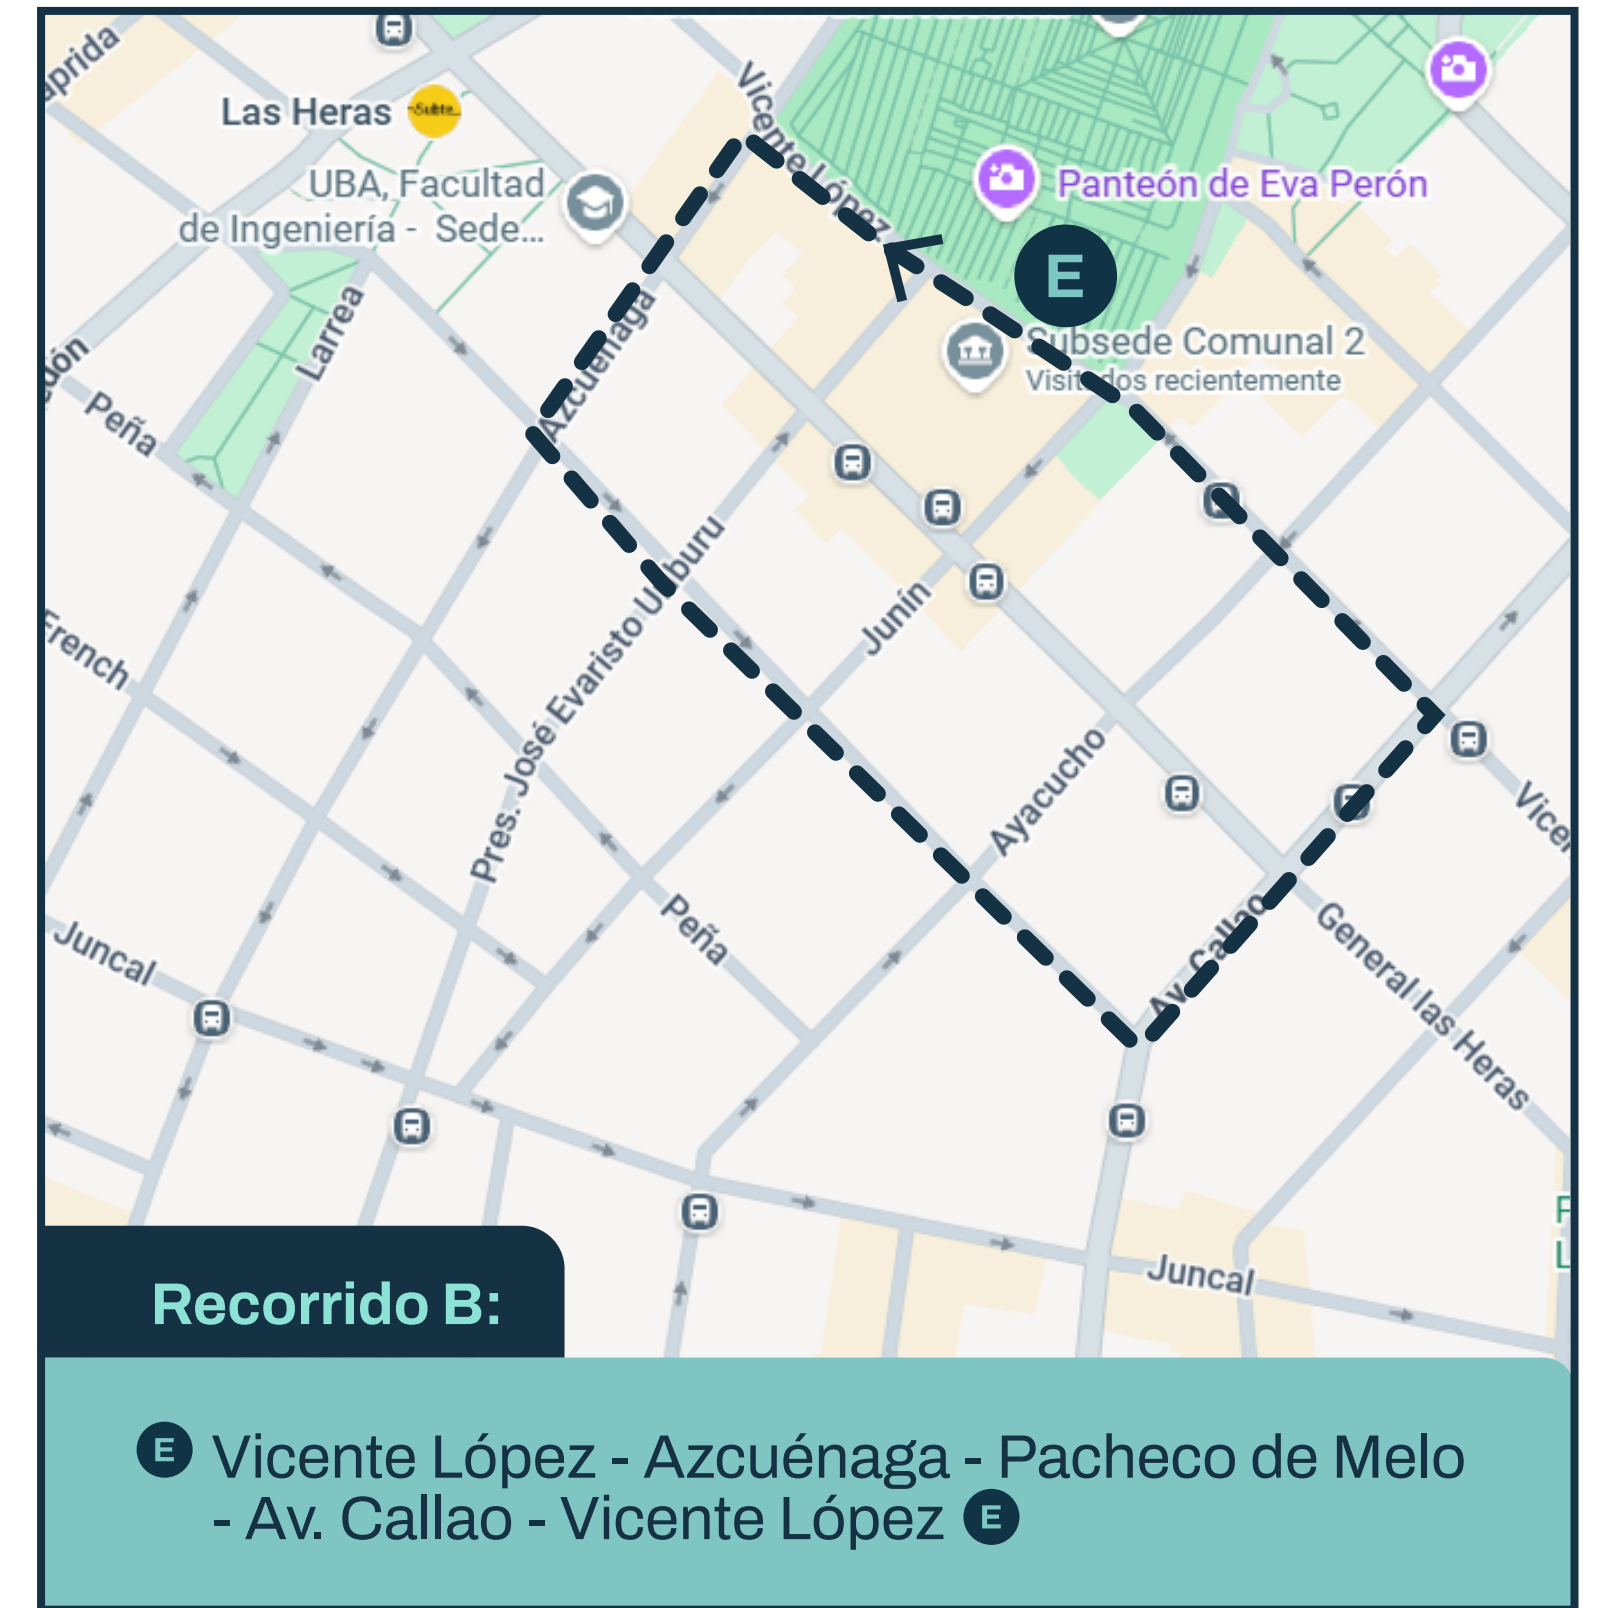 aprida
Las Heras
Subte
UBA, Facultad
de Ingeniería - Sede...
Vicente López
Panteón de Eva Perón
E
Subsede Comunal 2
Visitados recientemente
Larrea
Azcuénaga
Peña
French
Juncal
Pres. José Evaristo Uriburu
Junín
Ayacucho
Peña
Av. Callao
General las Heras
Juncal
Recorrido B:
E Vicente López - Azcuénaga - Pacheco de Melo
- Av. Callao - Vicente López E